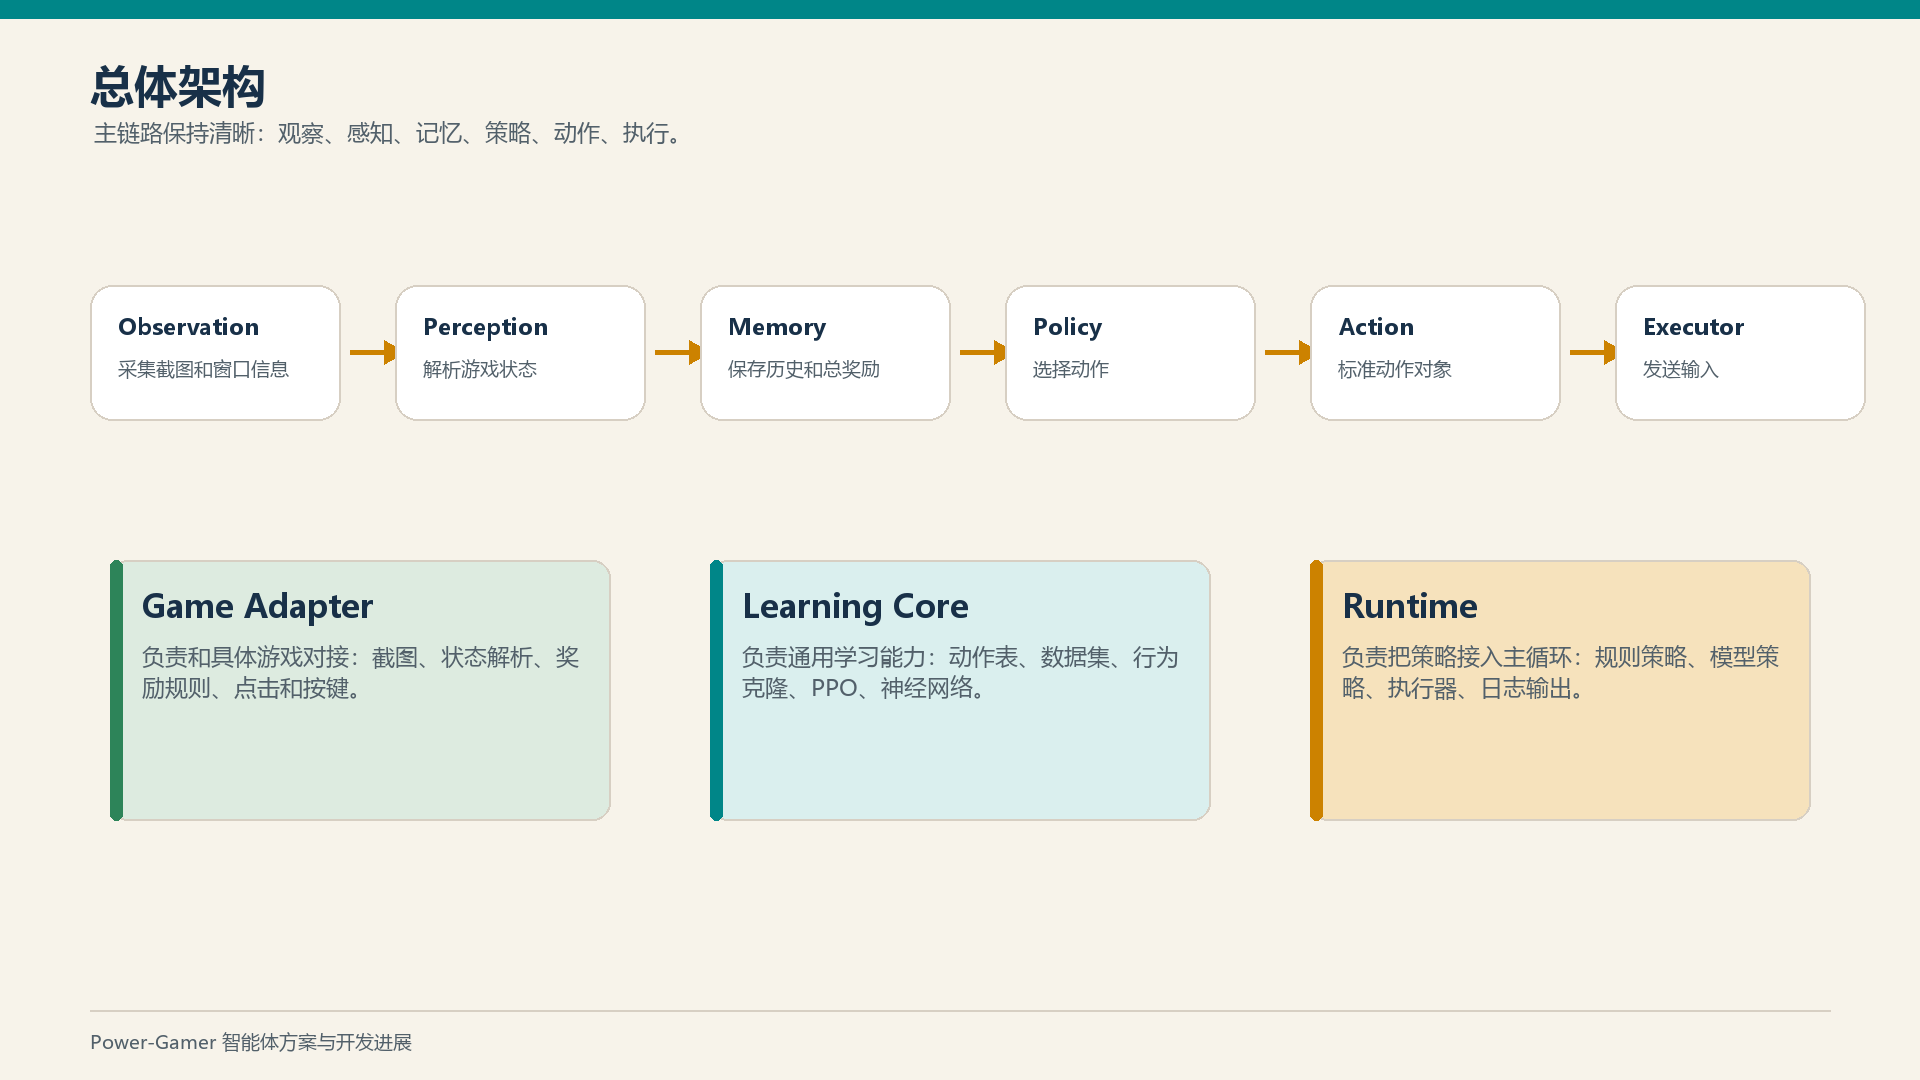 总体架构
主链路保持清晰：观察、感知、记忆、策略、动作、执行。
Observation
采集截图和窗口信息
Perception
解析游戏状态
Memory
保存历史和总奖励
Policy
选择动作
Action
标准动作对象
Executor
发送输入
Game Adapter
负责和具体游戏对接：截图、状态解析、奖
励规则、点击和按键。
Learning Core
负责通用学习能力：动作表、数据集、行为
克隆、PPO、神经网络。
Runtime
负责把策略接入主循环：规则策略、模型策
略、执行器、日志输出。
Power-Gamer 智能体方案与开发进展